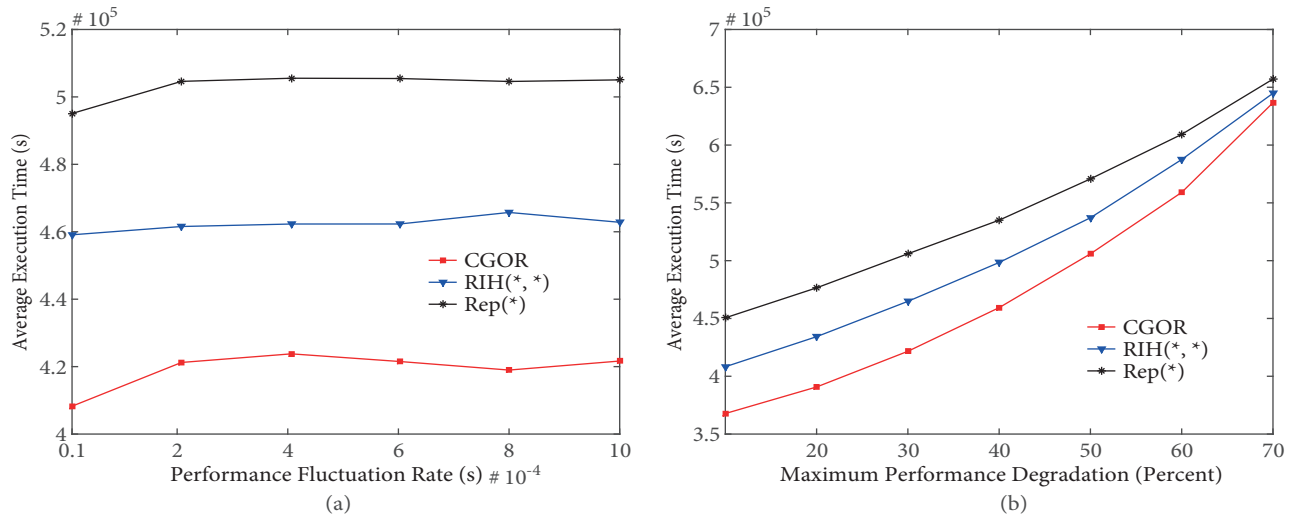 # 10^5
5.2
5
4.8
4.6
4.4
4.2
4
Average Execution Time (s)
CGOR
RIH(*, *)
Rep(*)
0.1 2 4 6 8 10
Performance Fluctuation Rate (s) # 10^-4
(a)
# 10^5
7
6.5
6
5.5
5
4.5
4
3.5
Average Execution Time (s)
CGOR
RIH(*, *)
Rep(*)
20 30 40 50 60 70
Maximum Performance Degradation (Percent)
(b)